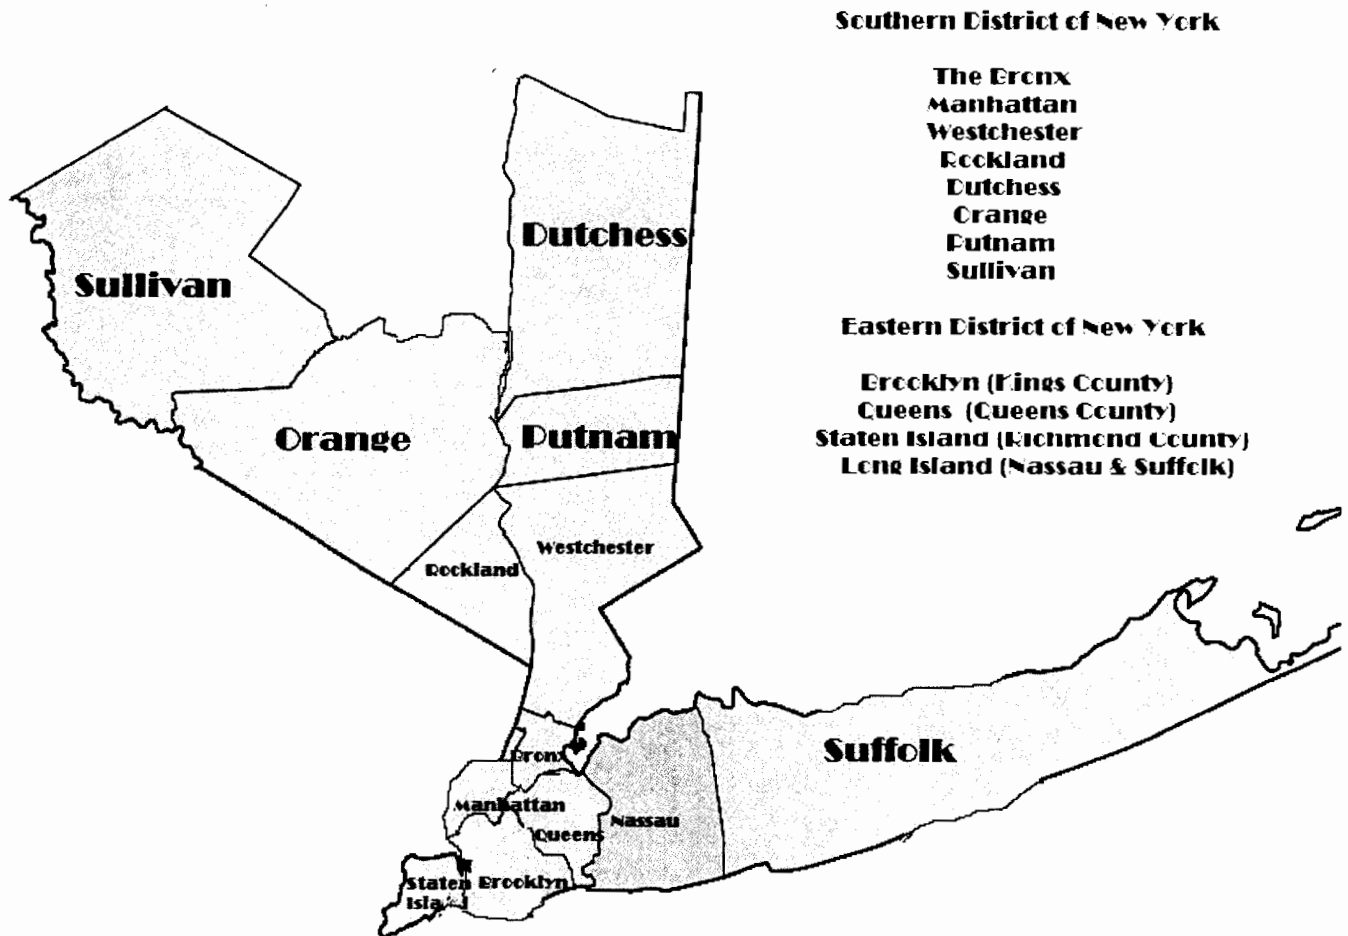 Southern District of New York
The Bronx
Manhattan
Westchester
Rockland
Dutchess
Orange
Putnam
Sullivan
Eastern District of New York
Brooklyn (Kings County)
Queens (Queens County)
Staten Island (Richmond County)
Long Island (Nassau & Suffolk)
Dutchess
Sullivan
Orange
Putnam
Westchester
Rockland
Bronx
Suffolk
Manhattan
Nassau
Queens
Staten
Island
Brooklyn